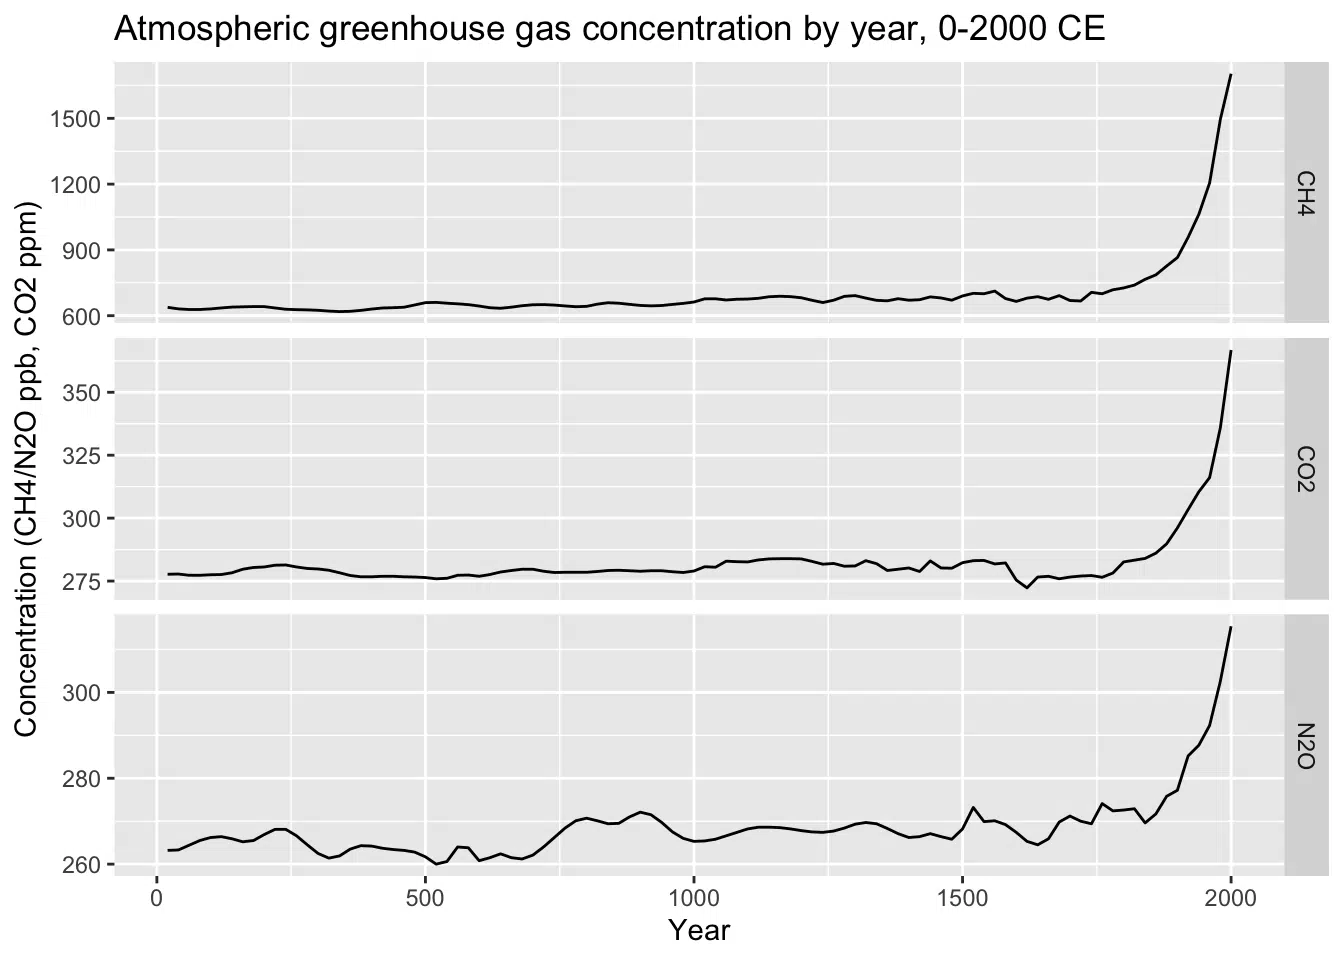 Atmospheric greenhouse gas concentration by year, 0-2000 CE
Concentration (CH4/N2O ppb, CO2 ppm)
1500
1200
900
600
CH4
350
325
300
275
CO2
300
280
260
N2O
0 500 1000 1500 2000
Year